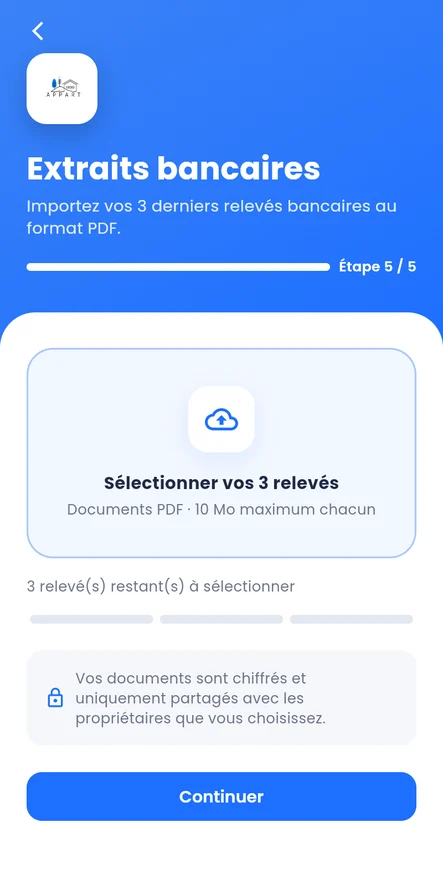 APPART
Extraits bancaires
Importez vos 3 derniers relevés bancaires au
format PDF.
Étape 5 / 5
Sélectionner vos 3 relevés
Documents PDF · 10 Mo maximum chacun
3 relevé(s) restant(s) à sélectionner
Vos documents sont chiffrés et
uniquement partagés avec les
propriétaires que vous choisissez.
Continuer